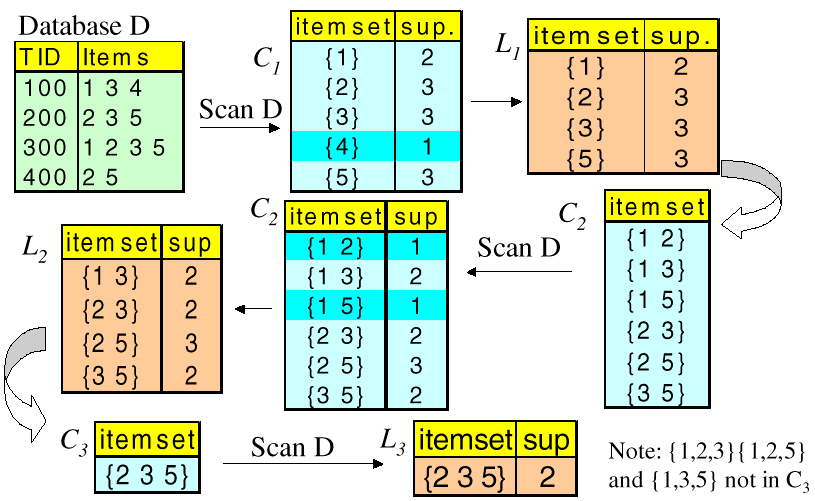 Database D
TID Items
100 1 3 4
200 2 3 5
300 1 2 3 5
400 2 5
Scan D
C1
itemset sup.
{1} 2
{2} 3
{3} 3
{4} 1
{5} 3
L1
itemset sup.
{1} 2
{2} 3
{3} 3
{5} 3
C2
itemset
{1 2}
{1 3}
{1 5}
{2 3}
{2 5}
{3 5}
Scan D
C2
itemset sup
{1 2} 1
{1 3} 2
{1 5} 1
{2 3} 2
{2 5} 3
{3 5} 2
L2
itemset sup
{1 3} 2
{2 3} 2
{2 5} 3
{3 5} 2
C3
itemset
{2 3 5}
Scan D
L3
itemset sup
{2 3 5} 2
Note: {1,2,3}{1,2,5}
and {1,3,5} not in C3